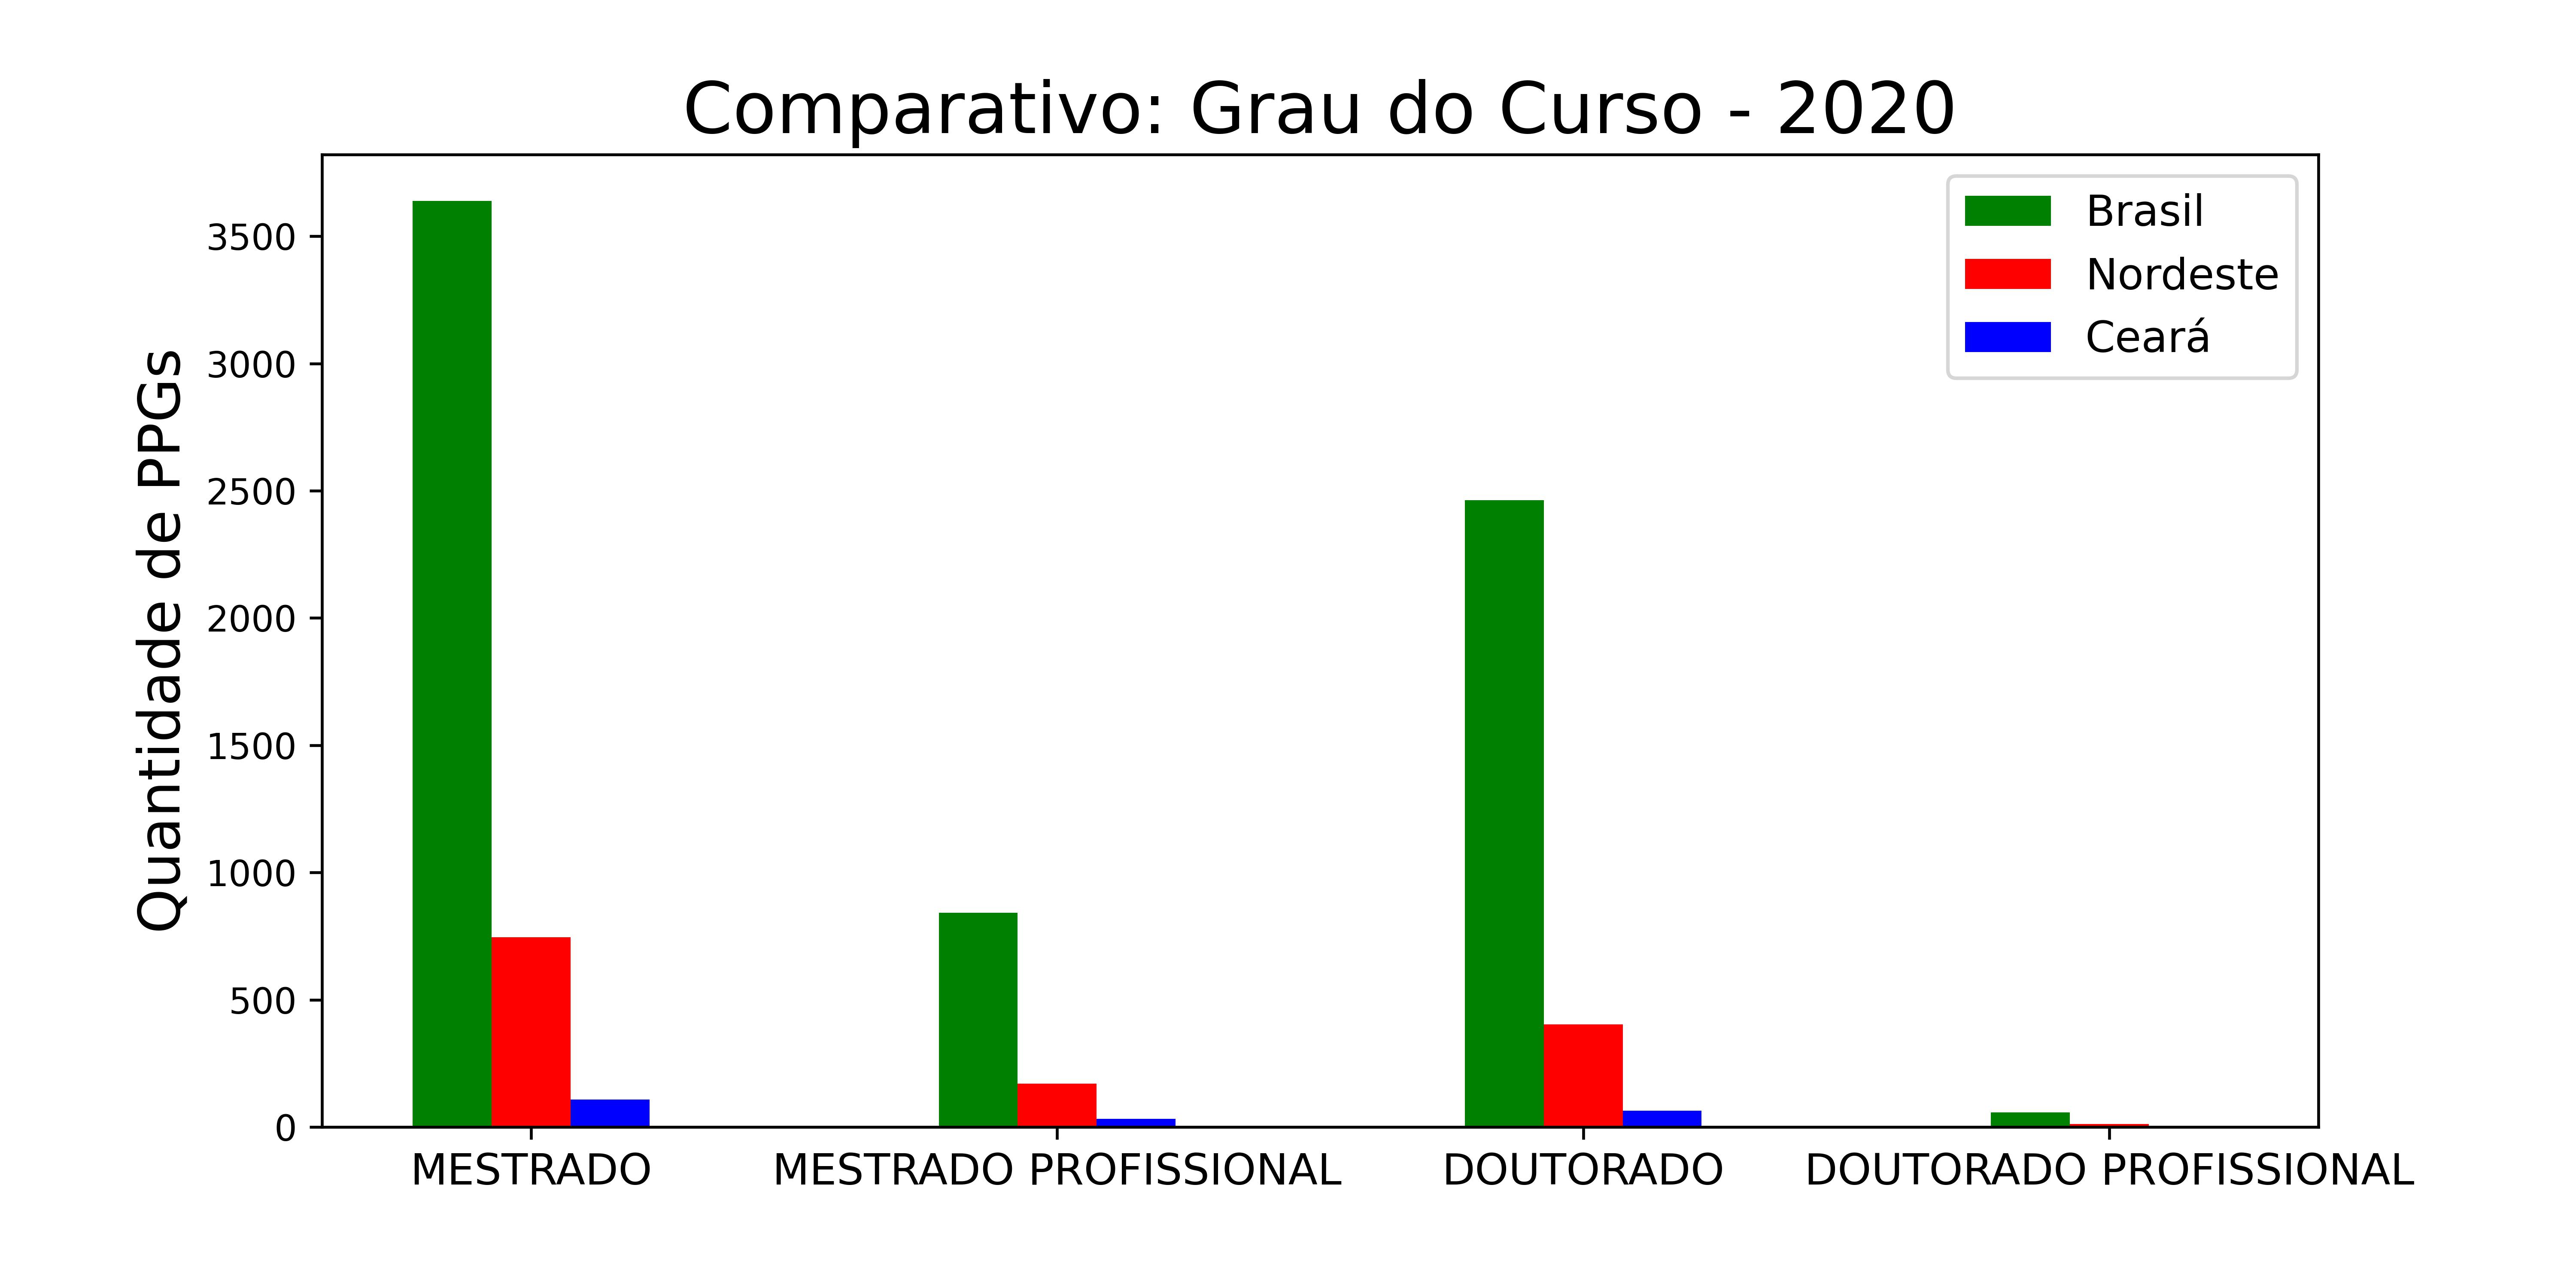 Comparativo: Grau do Curso - 2020
Quantidade de PPGs
3500
3000
2500
2000
1500
1000
500
0
Brasil
Nordeste
Ceará
MESTRADO
MESTRADO PROFISSIONAL
DOUTORADO
DOUTORADO PROFISSIONAL